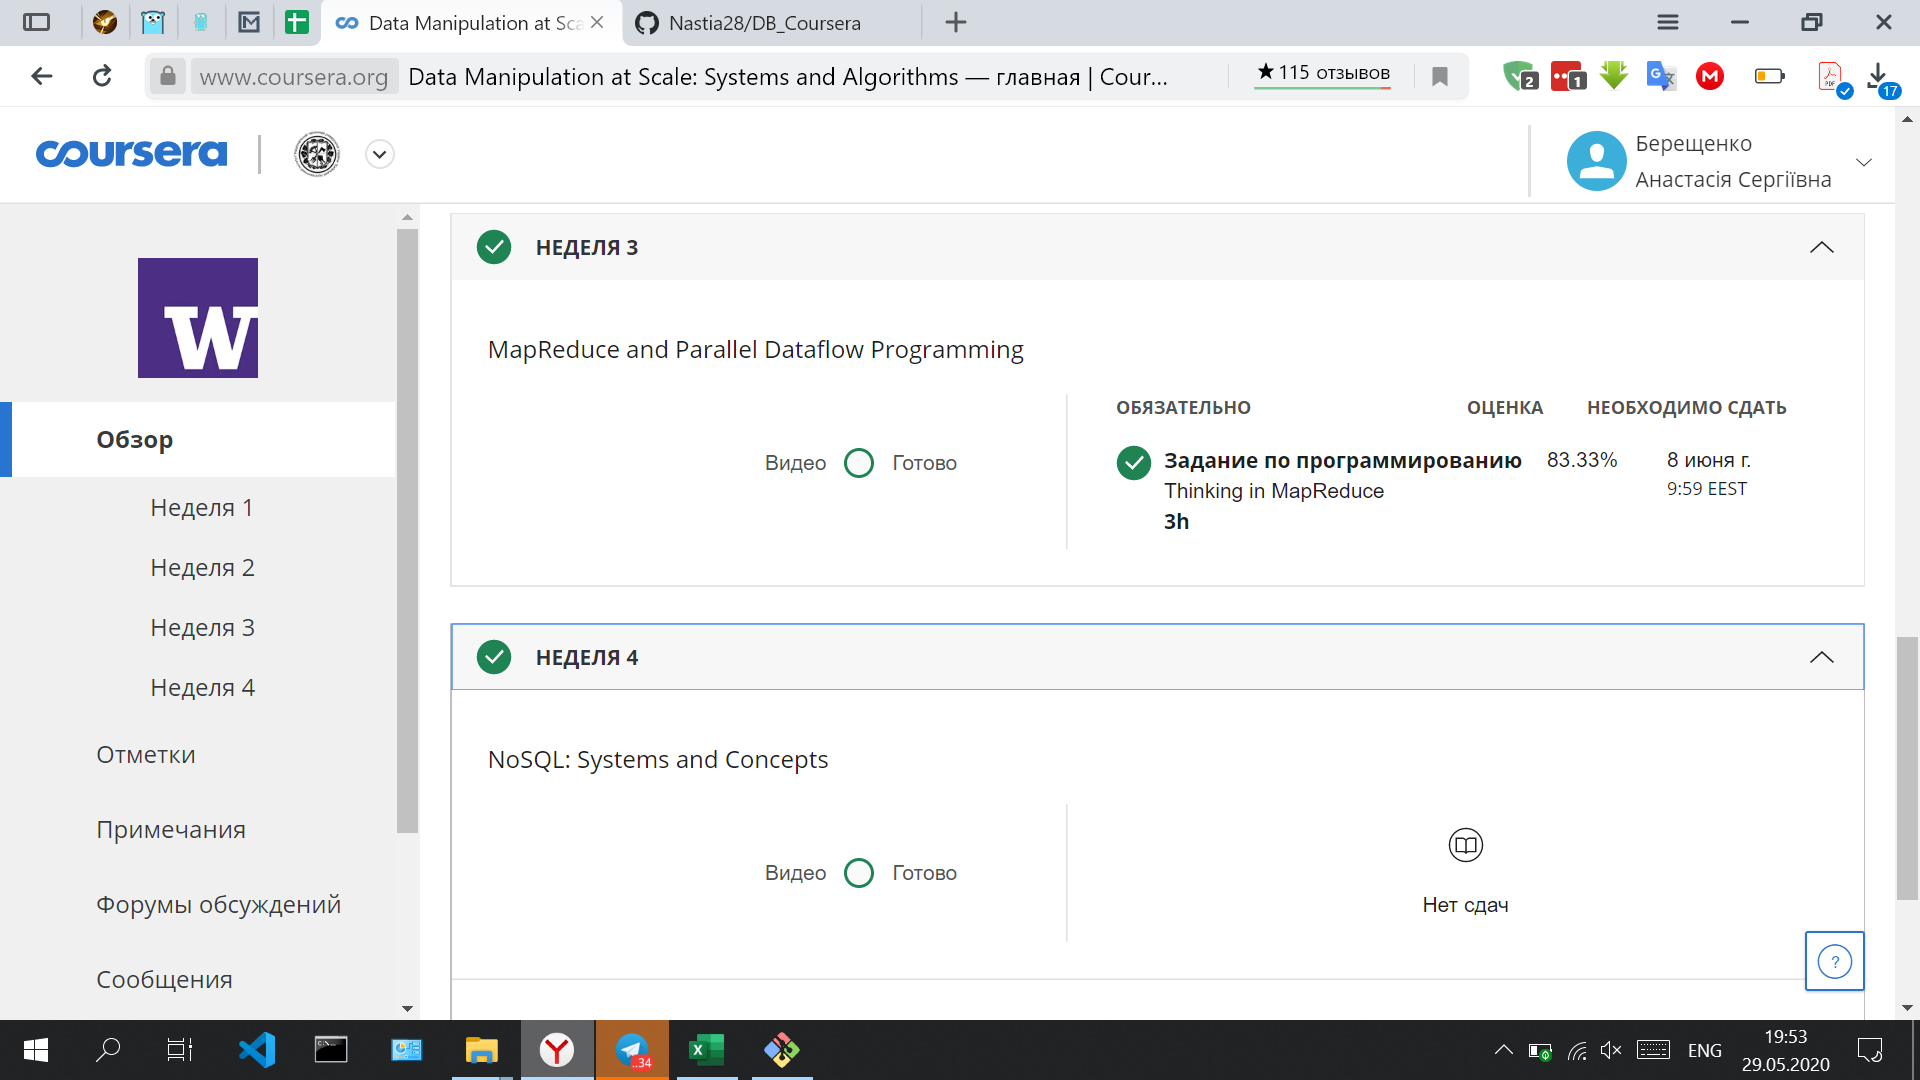 Data Manipulation at Sca
Nastia28/DB_Coursera
www.coursera.org
Data Manipulation at Scale: Systems and Algorithms — главная | Cour...
★ 115 отзывов
2
1
17
coursera
Берещенко
Анастасія Сергіївна
W
Обзор
Неделя 1
Неделя 2
Неделя 3
Неделя 4
Отметки
Примечания
Форумы обсуждений
Сообщения
НЕДЕЛЯ 3
MapReduce and Parallel Dataflow Programming
Видео
Готово
ОБЯЗАТЕЛЬНО
ОЦЕНКА
НЕОБХОДИМО СДАТЬ
Задание по программированию
83.33%
8 июня г.
Thinking in MapReduce
9:59 EEST
3h
НЕДЕЛЯ 4
NoSQL: Systems and Concepts
Видео
Готово
Нет сдач
?
..34
ENG
19:53
29.05.2020